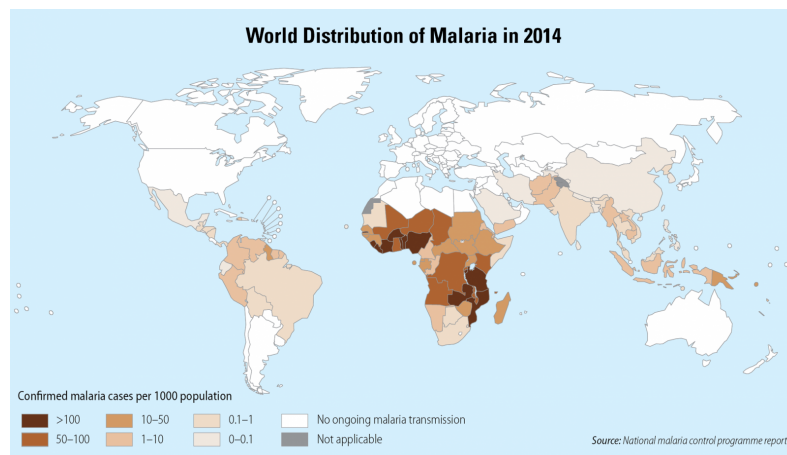 World Distribution of Malaria in 2014
Confirmed malaria cases per 1000 population
>100
10–50
0.1–1
No ongoing malaria transmission
50–100
1–10
0–0.1
Not applicable
Source: National malaria control programme report